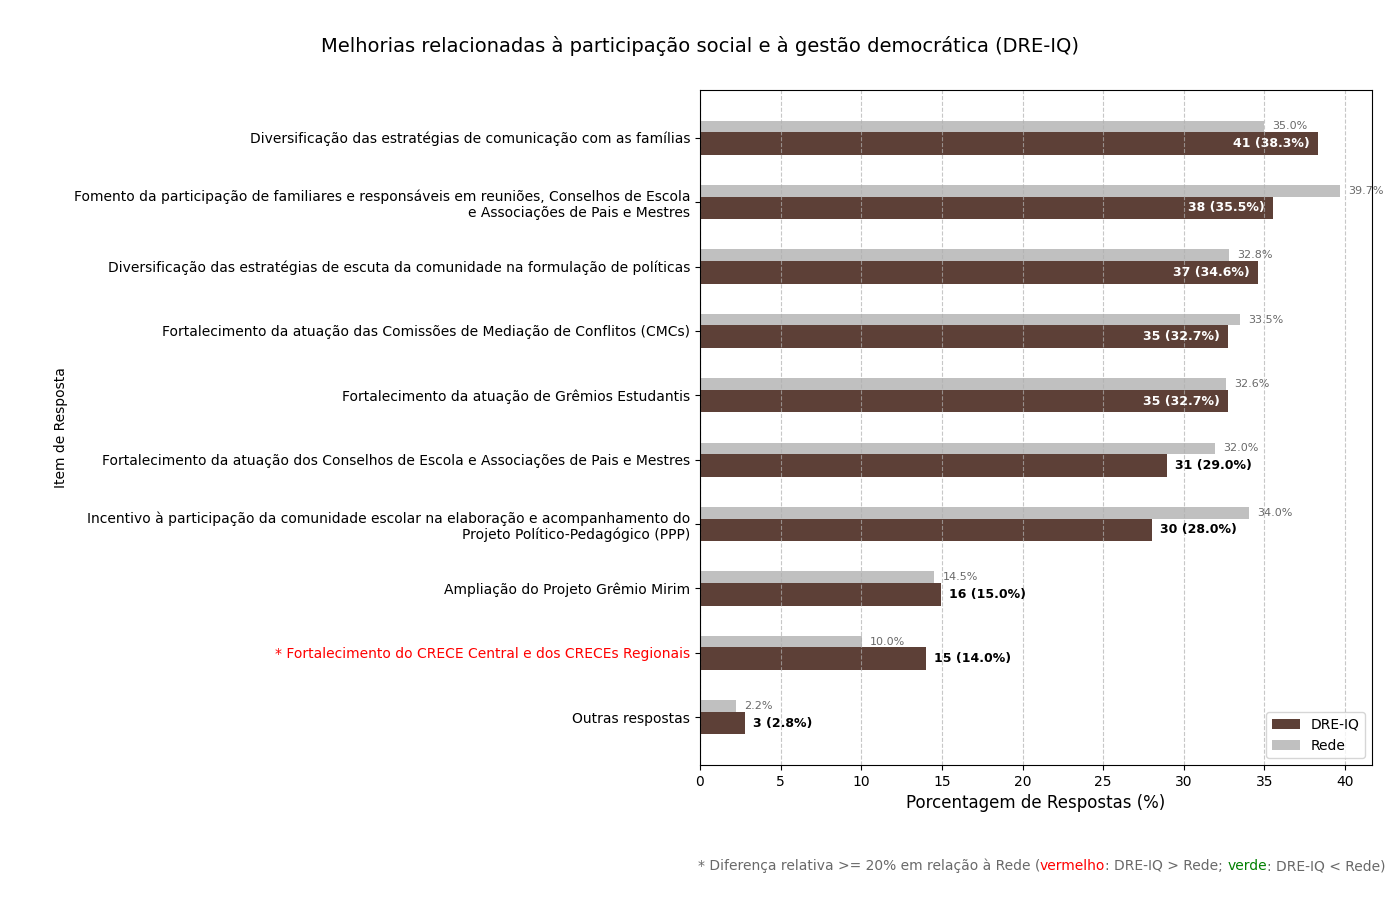 Melhorias relacionadas à participação social e à gestão democrática (DRE-IQ)
Item de Resposta
Diversificação das estratégias de comunicação com as famílias
35.0%
41 (38.3%)
Fomento da participação de familiares e responsáveis em reuniões, Conselhos de Escola
e Associações de Pais e Mestres
39.7%
38 (35.5%)
Diversificação das estratégias de escuta da comunidade na formulação de políticas
32.8%
37 (34.6%)
Fortalecimento da atuação das Comissões de Mediação de Conflitos (CMCs)
33.5%
35 (32.7%)
Fortalecimento da atuação de Grêmios Estudantis
32.6%
35 (32.7%)
Fortalecimento da atuação dos Conselhos de Escola e Associações de Pais e Mestres
32.0%
31 (29.0%)
Incentivo à participação da comunidade escolar na elaboração e acompanhamento do
Projeto Político-Pedagógico (PPP)
34.0%
30 (28.0%)
Ampliação do Projeto Grêmio Mirim
14.5%
16 (15.0%)
* Fortalecimento do CRECE Central e dos CRECEs Regionais
10.0%
15 (14.0%)
Outras respostas
2.2%
3 (2.8%)
DRE-IQ
Rede
0 5 10 15 20 25 30 35 40
Porcentagem de Respostas (%)
* Diferença relativa >= 20% em relação à Rede (vermelho: DRE-IQ > Rede; verde: DRE-IQ < Rede)